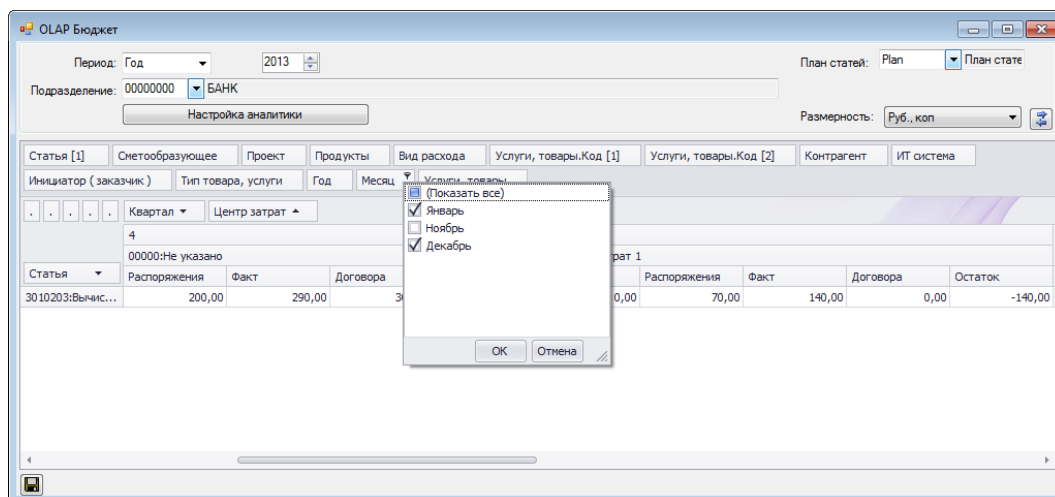 OLAP Бюджет
Период: Год 2013 План статей: Plan План стате
Подразделение: 00000000 БАНК
Настройка аналитики Размерность: Руб., коп
Статья [1] Сметообразующее Проект Продукты Вид расхода Услуги, товары.Код [1] Услуги, товары.Код [2] Контрагент ИТ система
Инициатор ( заказчик ) Тип товара, услуги Год Месяц Услуги, товары
(Показать все)
Январь
Ноябрь
Декабрь
OK Отмена
. . . . . Квартал Центр затрат
4
00000:Не указано рат 1
Статья Распоряжения Факт Договора Распоряжения Факт Договора Остаток
3010203:Вычис... 200,00 290,00 3 0,00 70,00 140,00 0,00 -140,00